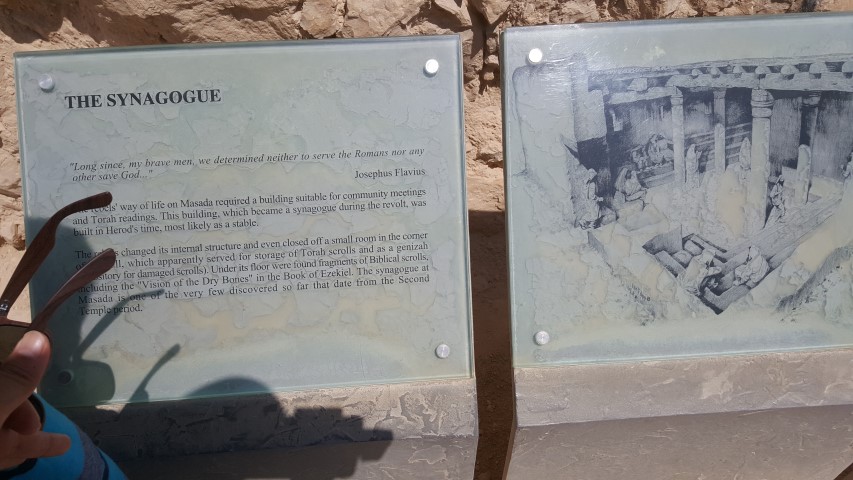 THE SYNAGOGUE
"Long since, my brave men, we determined neither to serve the Romans nor any
other save God..."
Josephus Flavius
rebels' way of life on Masada required a building suitable for community meetings
and Torah readings. This building, which became a synagogue during the revolt, was
built in Herod's time, most likely as a stable.
The changed its internal structure and even closed off a small room in the corner
which apparently served for storage of Torah scrolls and as a genizah
for damaged scrolls). Under its floor were found fragments of Biblical scrolls,
including the "Vision of the Dry Bones" in the Book of Ezekiel. The synagogue at
Masada is one of the very few discovered so far that date from the Second
Temple period.